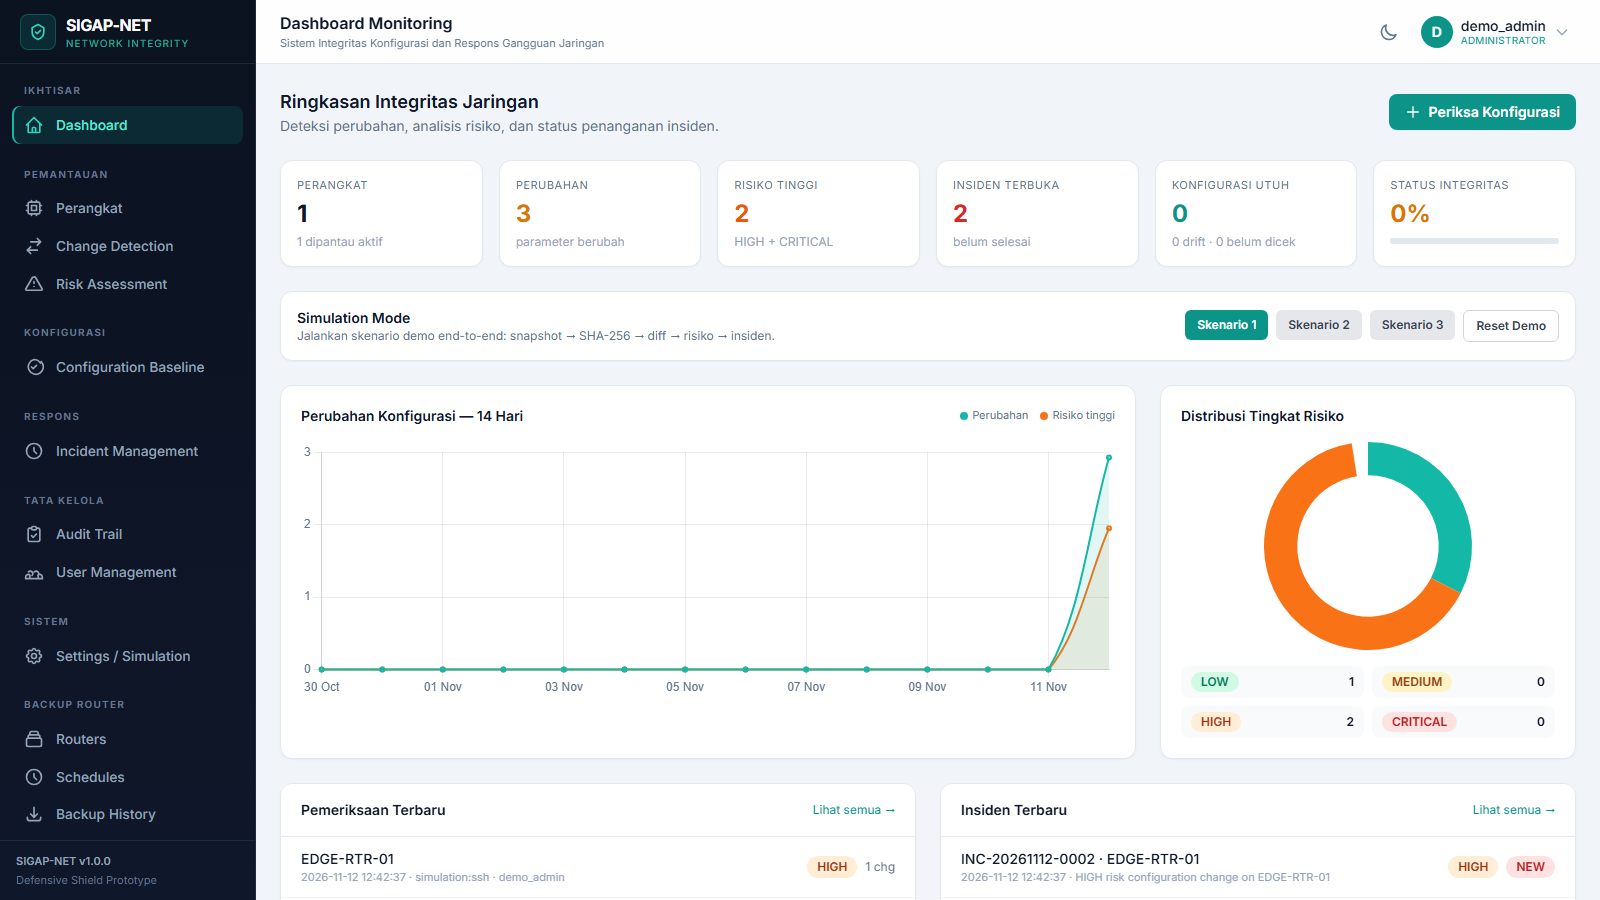 SIGAP-NET
NETWORK INTEGRITY
IKHTISAR
Dashboard
PEMANTAUAN
Perangkat
Change Detection
Risk Assessment
KONFIGURASI
Configuration Baseline
RESPONS
Incident Management
TATA KELOLA
Audit Trail
User Management
SISTEM
Settings / Simulation
BACKUP ROUTER
Routers
Schedules
Backup History
SIGAP-NET v1.0.0
Defensive Shield Prototype
Dashboard Monitoring
Sistem Integritas Konfigurasi dan Respons Gangguan Jaringan
D
demo_admin
ADMINISTRATOR
Ringkasan Integritas Jaringan
Deteksi perubahan, analisis risiko, dan status penanganan insiden.
+ Periksa Konfigurasi
PERANGKAT
1
1 dipantau aktif
PERUBAHAN
3
parameter berubah
RISIKO TINGGI
2
HIGH + CRITICAL
INSIDEN TERBUKA
2
belum selesai
KONFIGURASI UTUH
0
0 drift · 0 belum dicek
STATUS INTEGRITAS
0%
Simulation Mode
Jalankan skenario demo end-to-end: snapshot → SHA-256 → diff → risiko → insiden.
Skenario 1
Skenario 2
Skenario 3
Reset Demo
Perubahan Konfigurasi — 14 Hari
Perubahan
Risiko tinggi
3
2
1
0
30 Oct
01 Nov
03 Nov
05 Nov
07 Nov
09 Nov
11 Nov
Distribusi Tingkat Risiko
LOW 1
MEDIUM 0
HIGH 2
CRITICAL 0
Pemeriksaan Terbaru
Lihat semua →
EDGE-RTR-01
2026-11-12 12:42:37 · simulation:ssh · demo_admin
HIGH 1 chg
Insiden Terbaru
Lihat semua →
INC-20261112-0002 · EDGE-RTR-01
2026-11-12 12:42:37 · HIGH risk configuration change on EDGE-RTR-01
HIGH NEW